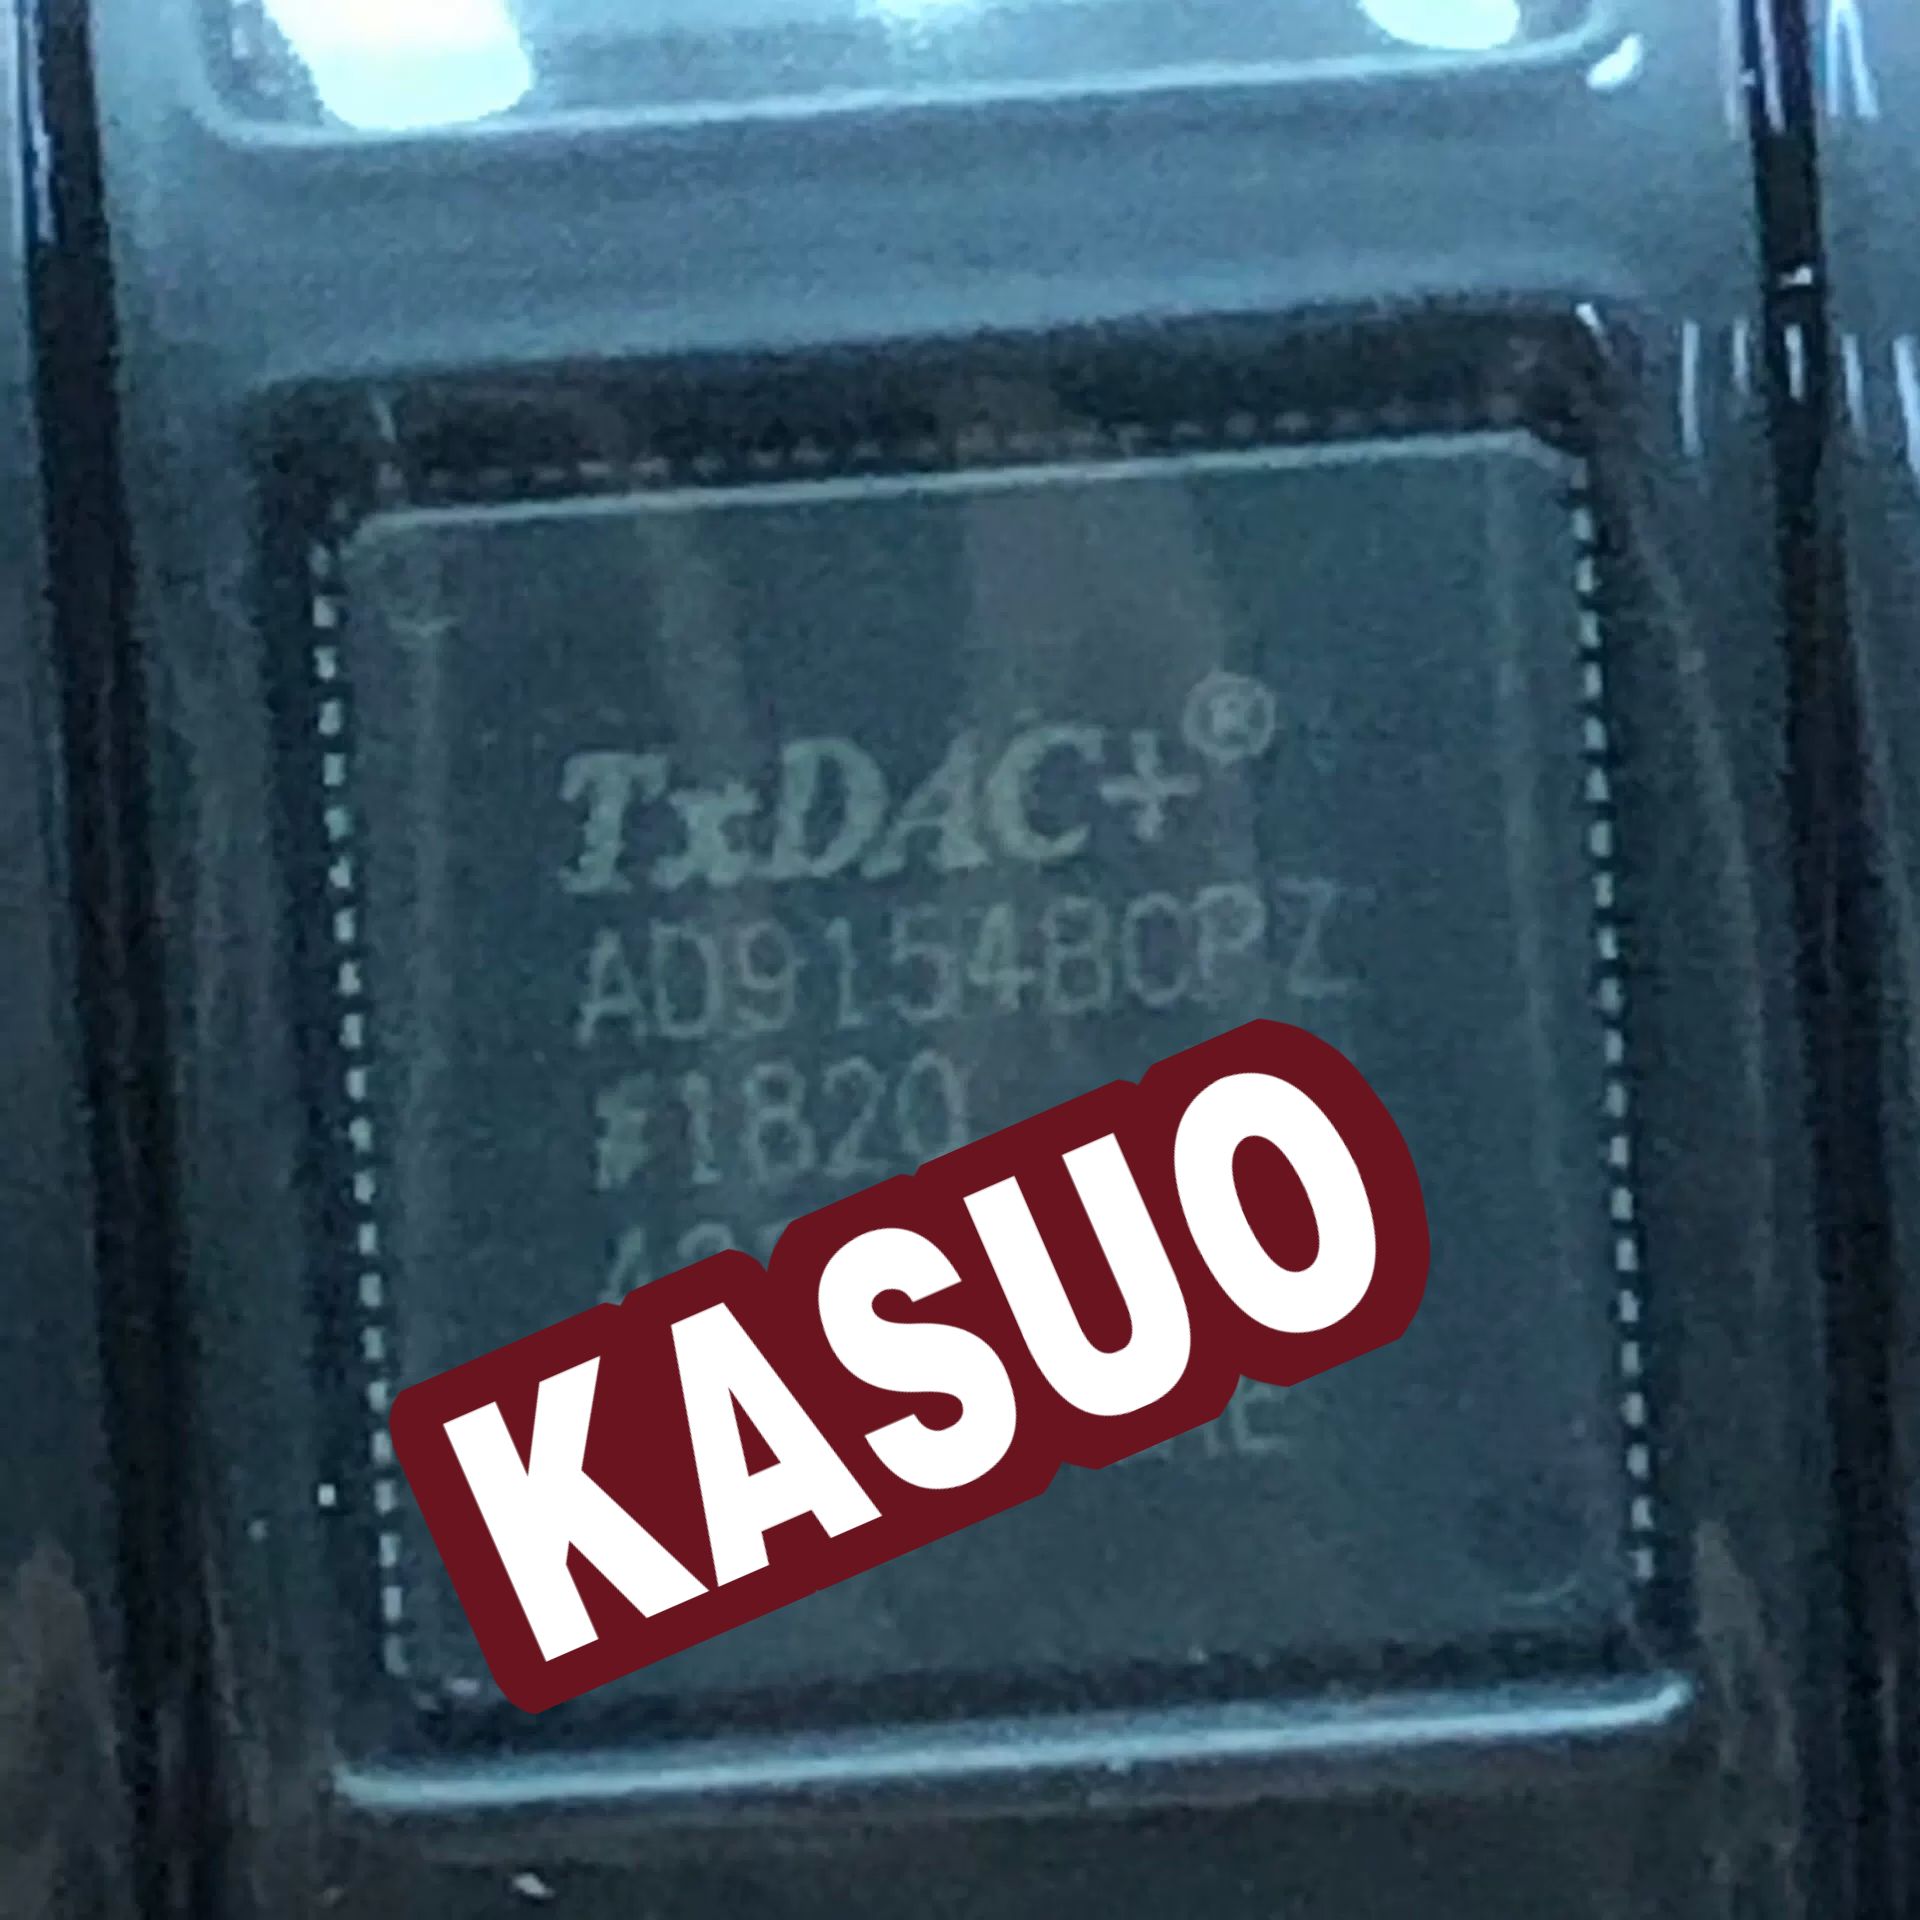 TxDAC+®
AD9154BCPZ
#1820
KASUO